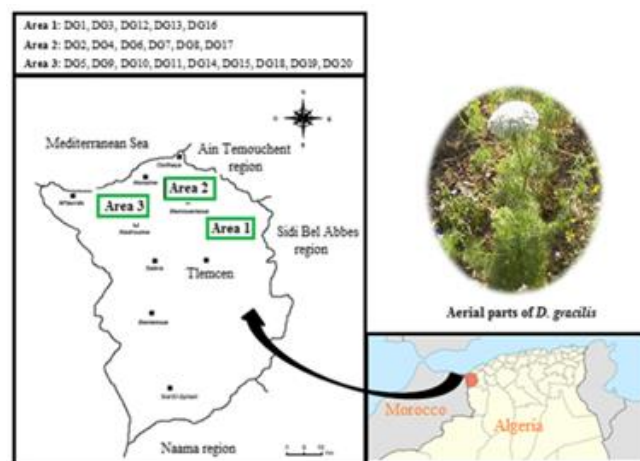 Area 1: DG1, DG3, DG12, DG13, DG16
Area 2: DG2, DG4, DG6, DG7, DG8, DG17
Area 3: DG5, DG9, DG10, DG11, DG14, DG15, DG18, DG19, DG20
Mediterranean Sea
Ain Temouchent
region
Area 2
Area 3
Area 1
Sidi Bel Abbes
region
Tlemcen
Sebra
Naama region
Aerial parts of D. gracilis
Morocco
Algeria